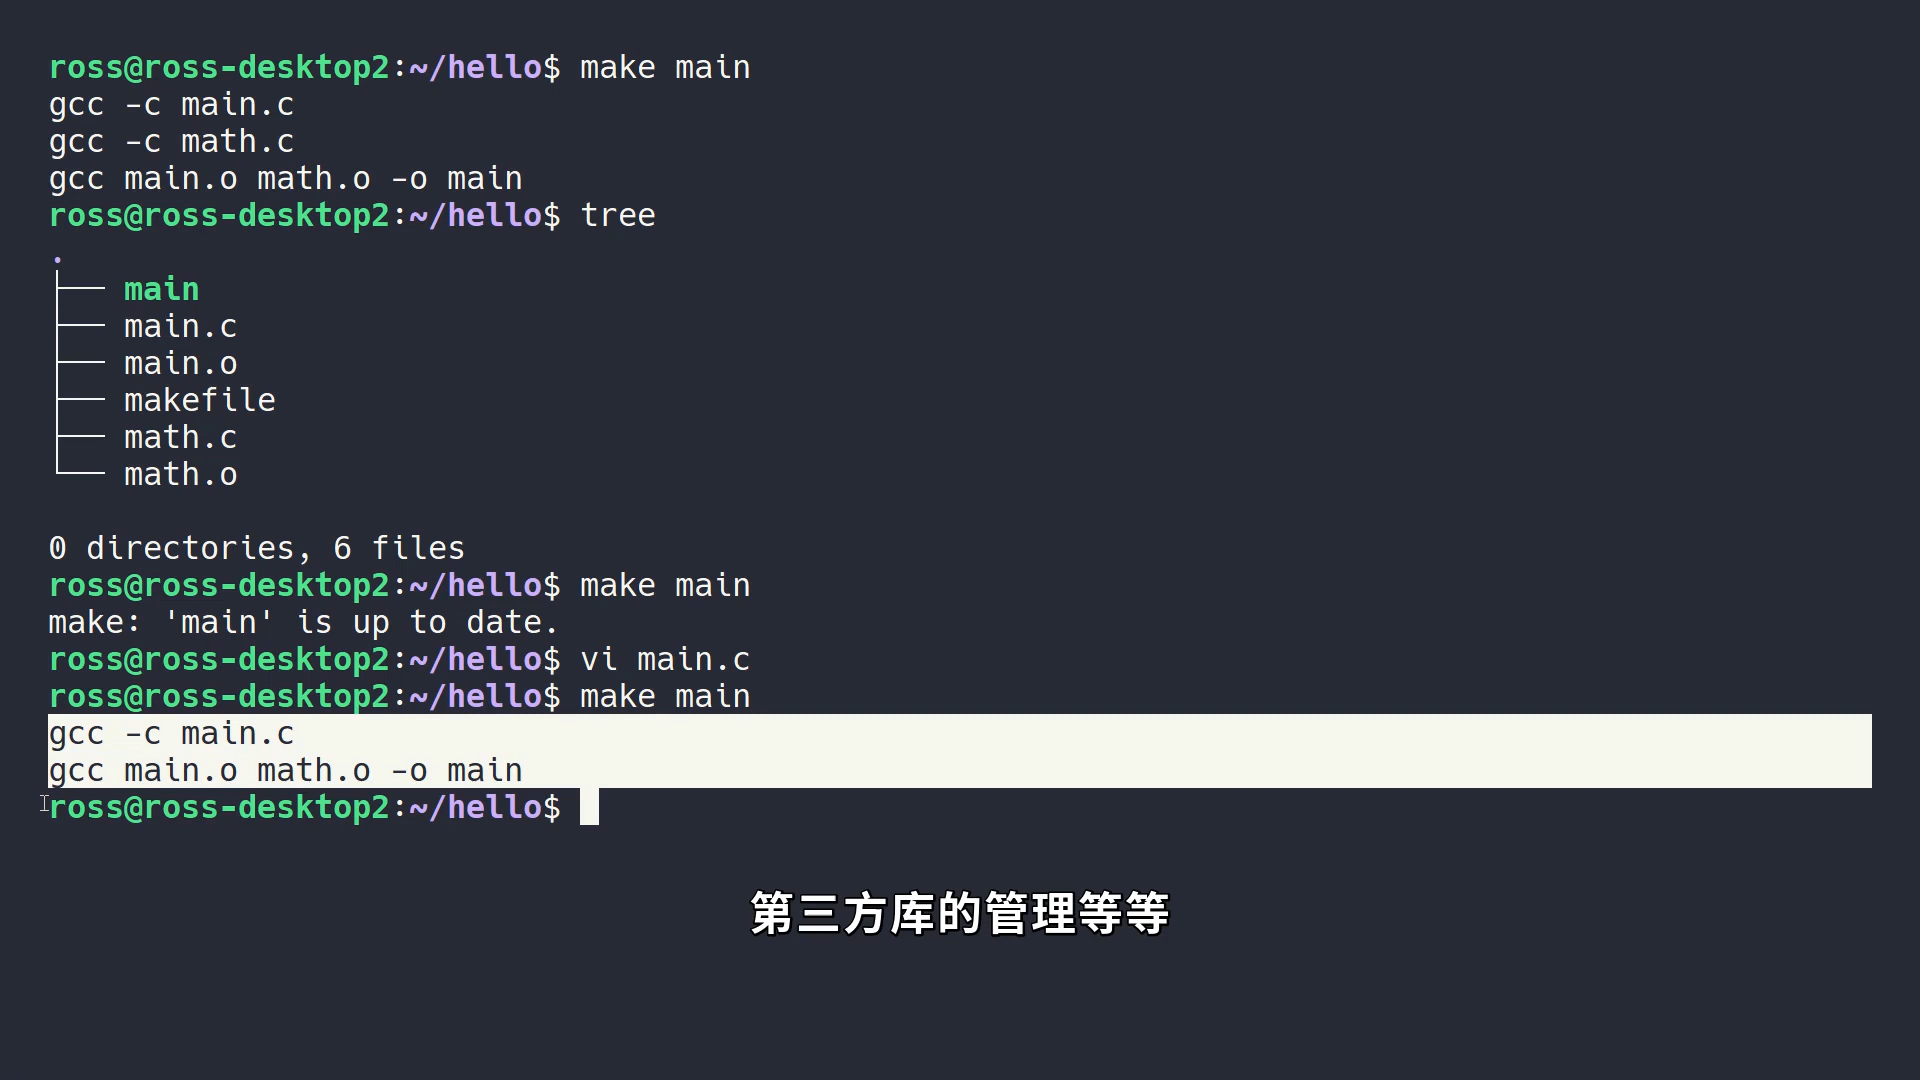 ross@ross-desktop2:~/hello$ make main
gcc -c main.c
gcc -c math.c
gcc main.o math.o -o main
ross@ross-desktop2:~/hello$ tree
.
├── main
├── main.c
├── main.o
├── makefile
├── math.c
└── math.o
0 directories, 6 files
ross@ross-desktop2:~/hello$ make main
make: 'main' is up to date.
ross@ross-desktop2:~/hello$ vi main.c
ross@ross-desktop2:~/hello$ make main
gcc -c main.c
gcc main.o math.o -o main
ross@ross-desktop2:~/hello$
第三方库的管理等等